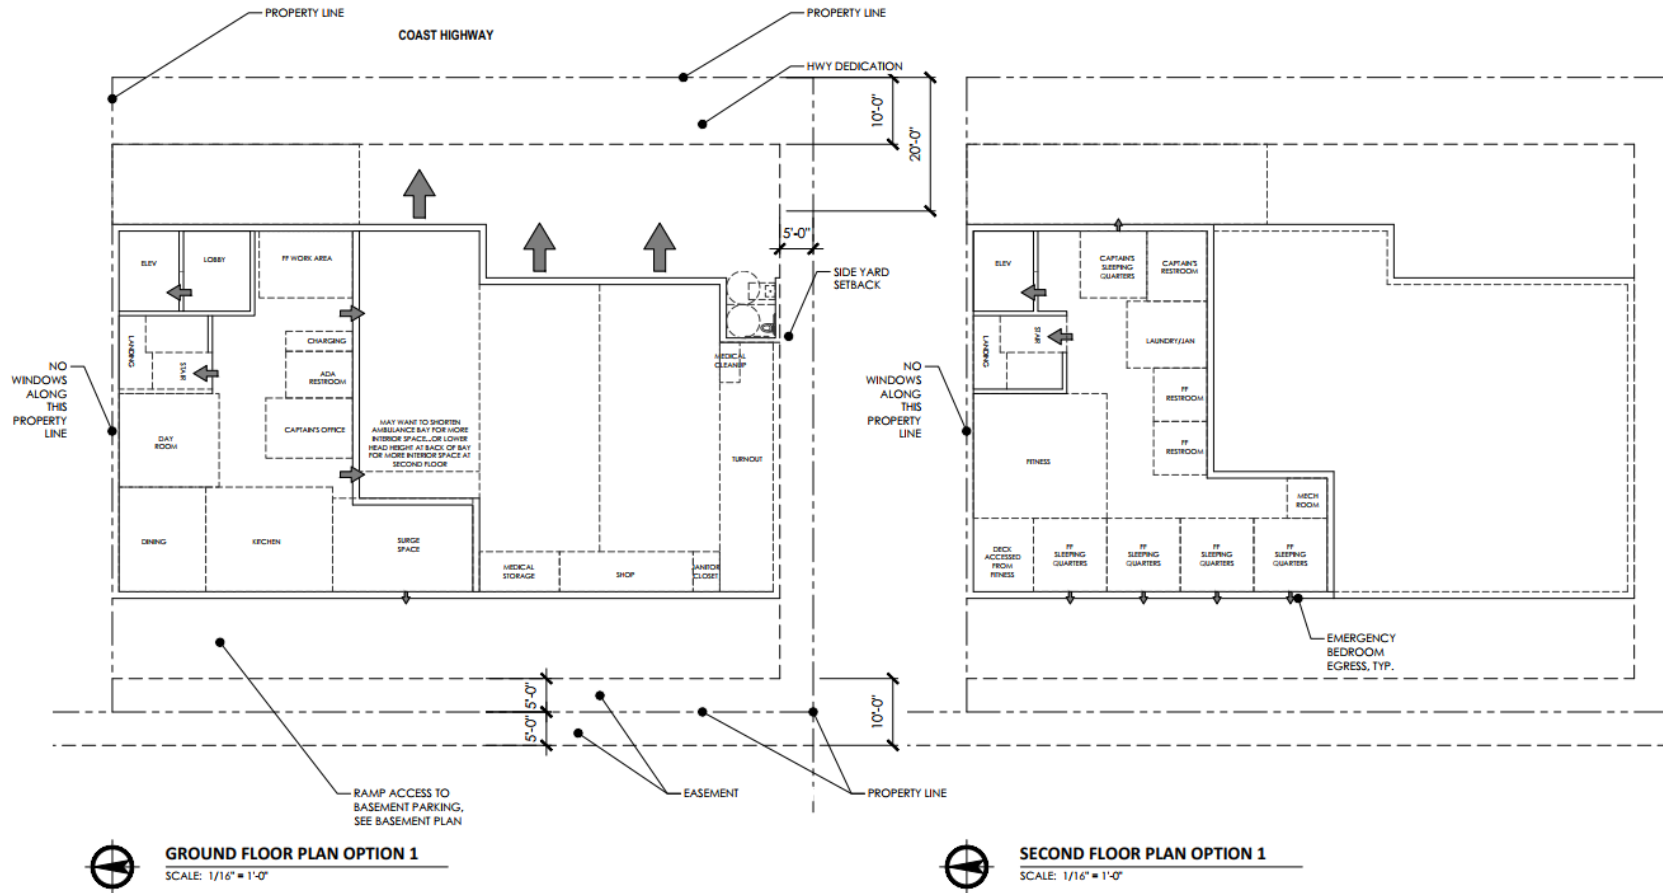 PROPERTY LINE
COAST HIGHWAY
PROPERTY LINE
HWY DEDICATION
10'-0"
20'-0"
5'-0"
SIDE YARD
SETBACK
ELEV
LOBBY
FF WORK AREA
LANDING
STAIR
CHARGING
ADA
RESTROOM
CAPTAIN'S OFFICE
DAY
ROOM
DINING
KITCHEN
SURGE
SPACE
MAY WANT TO SHORTEN
AMBULANCE BAY FOR MORE
INTERIOR SPACE...OR LOWER
HEAD HEIGHT AT BACK OF BAY
FOR MORE INTERIOR SPACE AT
SECOND FLOOR
MEDICAL
CLEANUP
TURNOUT
MEDICAL
STORAGE
SHOP
JANITOR
CLOSET
NO
WINDOWS
ALONG
THIS
PROPERTY
LINE
5'-0"
5'-0"
10'-0"
RAMP ACCESS TO
BASEMENT PARKING,
SEE BASEMENT PLAN
EASEMENT
PROPERTY LINE
GROUND FLOOR PLAN OPTION 1
SCALE: 1/16" = 1'-0"
NO
WINDOWS
ALONG
THIS
PROPERTY
LINE
ELEV
LANDING
STAIR
CAPTAIN'S
SLEEPING
QUARTERS
CAPTAIN'S
RESTROOM
LAUNDRY/JAN
FF
RESTROOM
FF
RESTROOM
FITNESS
MECH
ROOM
DECK
ACCESSED
FROM
FITNESS
FF
SLEEPING
QUARTERS
FF
SLEEPING
QUARTERS
FF
SLEEPING
QUARTERS
FF
SLEEPING
QUARTERS
EMERGENCY
BEDROOM
EGRESS, TYP.
SECOND FLOOR PLAN OPTION 1
SCALE: 1/16" = 1'-0"